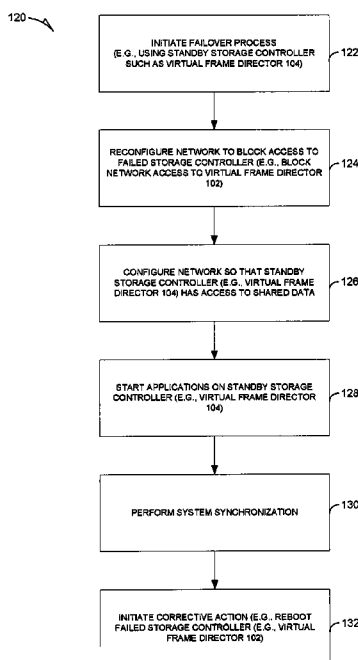 120
INITIATE FAILOVER PROCESS
(E.G., USING STANDBY STORAGE CONTROLLER
SUCH AS VIRTUAL FRAME DIRECTOR 104)
122
RECONFIGURE NETWORK TO BLOCK ACCESS TO
FAILED STORAGE CONTROLLER (E.G., BLOCK
NETWORK ACCESS TO VIRTUAL FRAME DIRECTOR
102)
124
CONFIGURE NETWORK SO THAT STANDBY
STORAGE CONTROLLER (E.G., VIRTUAL FRAME
DIRECTOR 104) HAS ACCESS TO SHARED DATA
126
START APPLICATIONS ON STANDBY STORAGE
CONTROLLER (E.G., VIRTUAL FRAME DIRECTOR
104)
128
PERFORM SYSTEM SYNCHRONIZATION
130
INITIATE CORRECTIVE ACTION (E.G., REBOOT
FAILED STORAGE CONTROLLER (E.G., VIRTUAL
FRAME DIRECTOR 102)
132